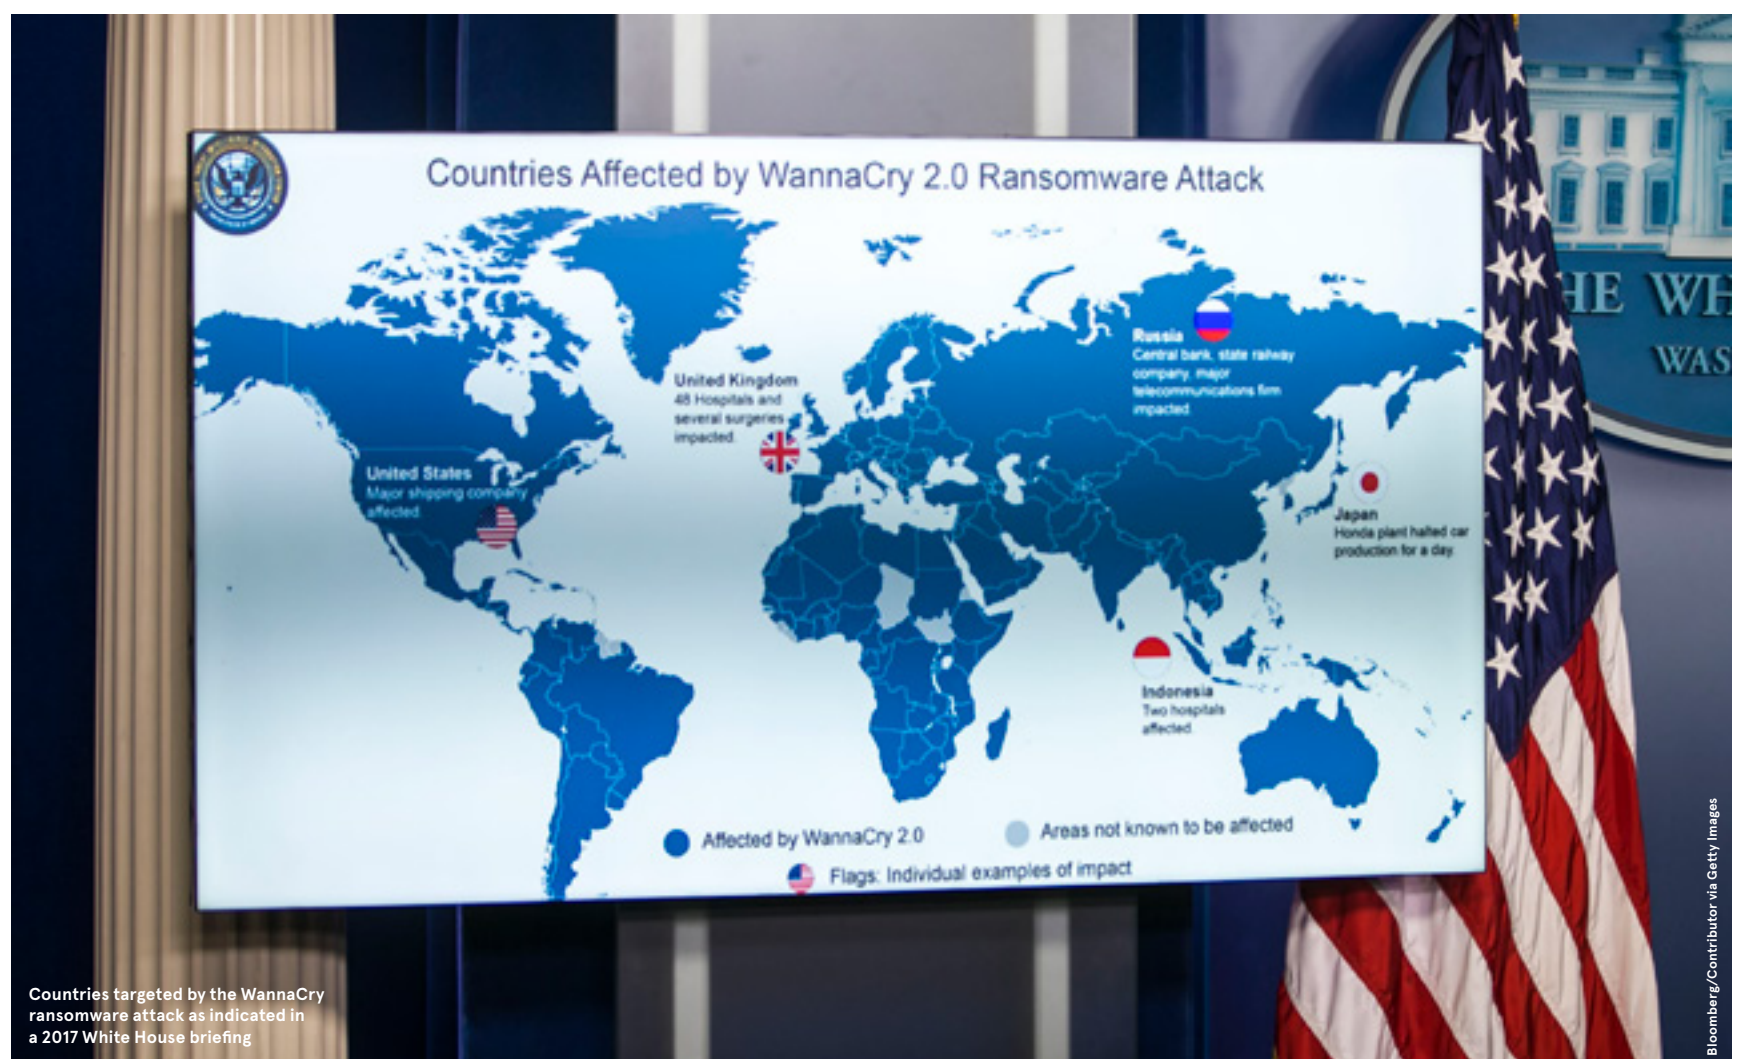 Countries Affected by WannaCry 2.0 Ransomware Attack
United Kingdom
48 Hospitals and
several surgeries
impacted.
Russia
Central bank, state railway
company, major
telecommunications firm
impacted.
United States
Major shipping company
affected.
Japan
Honda plant halted car
production for a day.
Indonesia
Two hospitals
affected.
Affected by WannaCry 2.0
Areas not known to be affected
Flags: Individual examples of impact
HE WH
WAS
Countries targeted by the WannaCry
ransomware attack as indicated in
a 2017 White House briefing
Bloomberg/Contributor via Getty Images